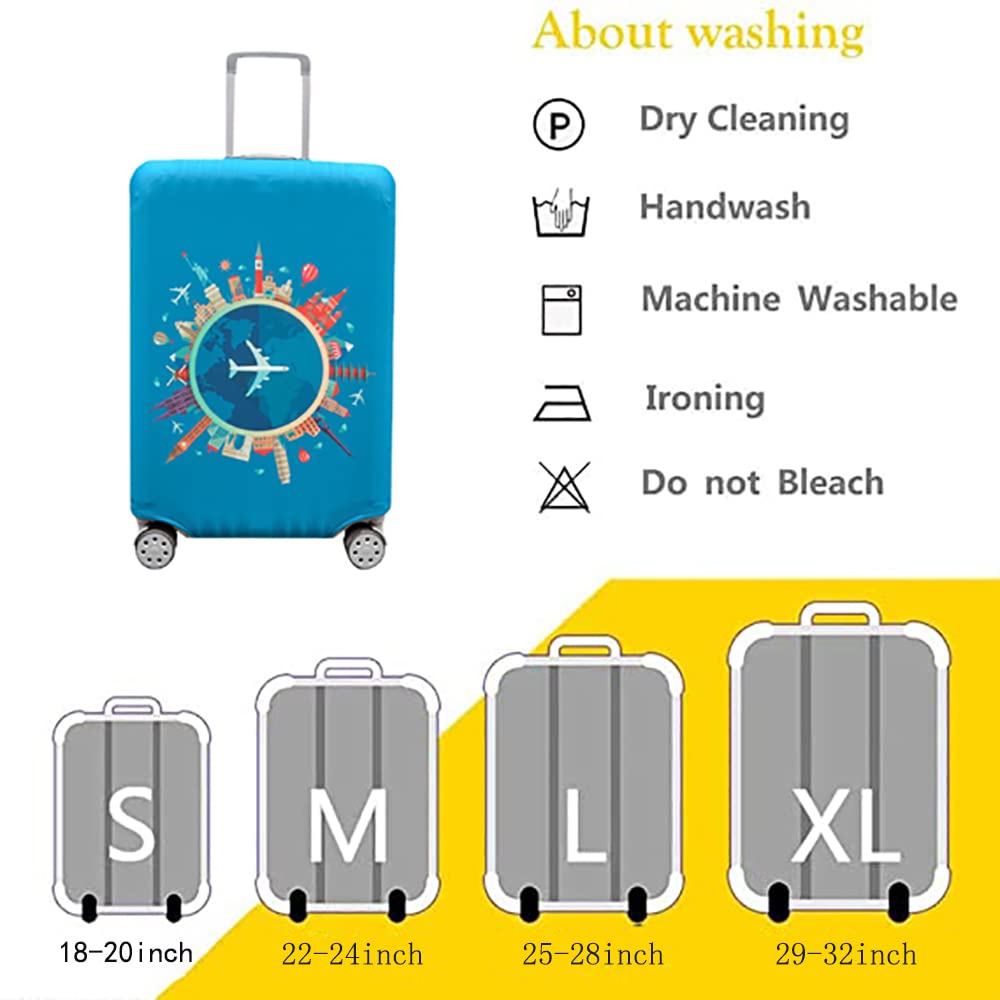 About washing
P
Dry Cleaning
Handwash
Machine Washable
Ironing
Do not Bleach
S
M
L
XL
18-20inch
22-24inch
25-28inch
29-32inch